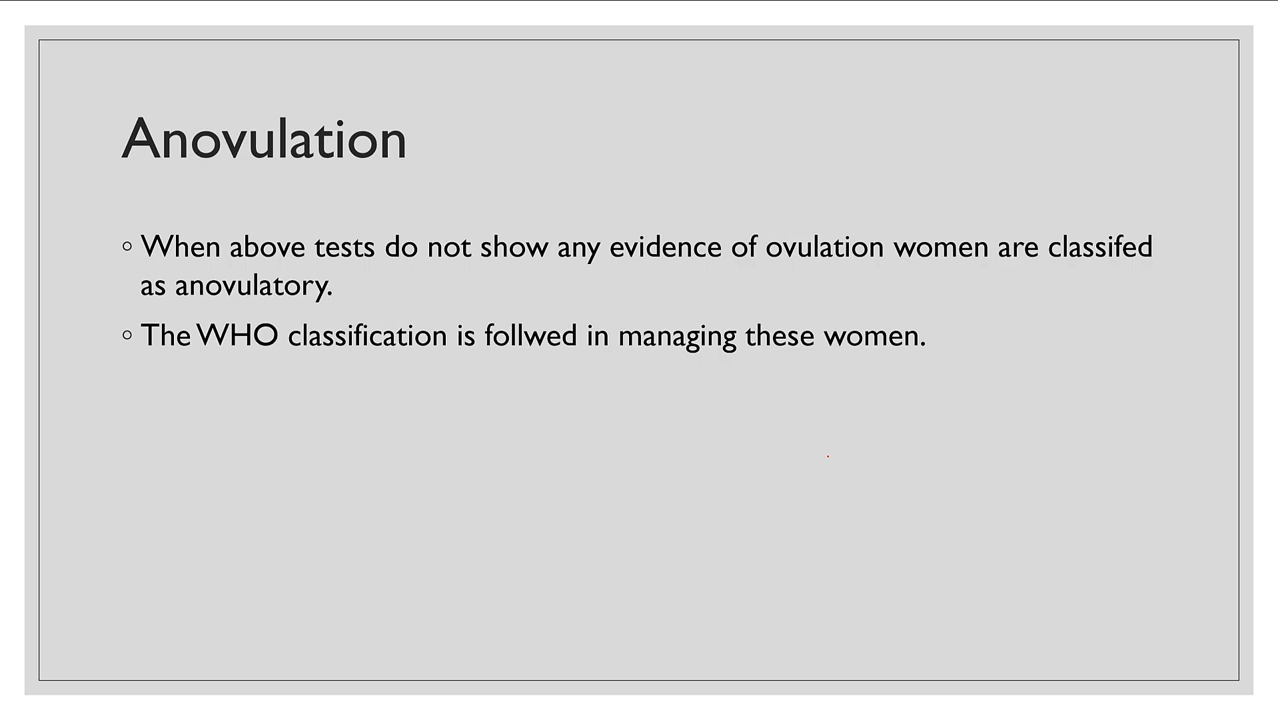 Anovulation
◦ When above tests do not show any evidence of ovulation women are classifed
as anovulatory.
◦ The WHO classification is follwed in managing these women.